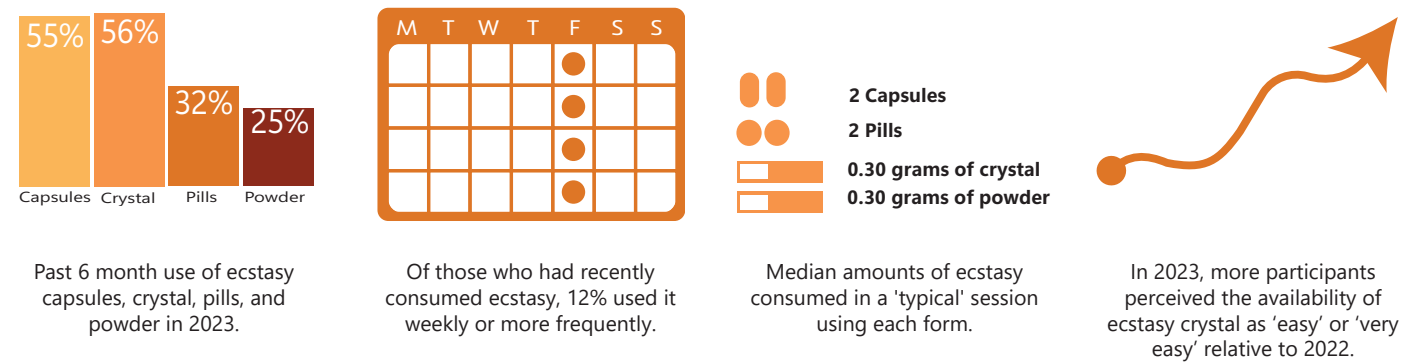 55%
56%
32%
25%
Capsules
Crystal
Pills
Powder
Past 6 month use of ecstasy
capsules, crystal, pills, and
powder in 2023.
M T W T F S S
Of those who had recently
consumed ecstasy, 12% used it
weekly or more frequently.
2 Capsules
2 Pills
0.30 grams of crystal
0.30 grams of powder
Median amounts of ecstasy
consumed in a 'typical' session
using each form.
In 2023, more participants
perceived the availability of
ecstasy crystal as ‘easy’ or ‘very
easy’ relative to 2022.